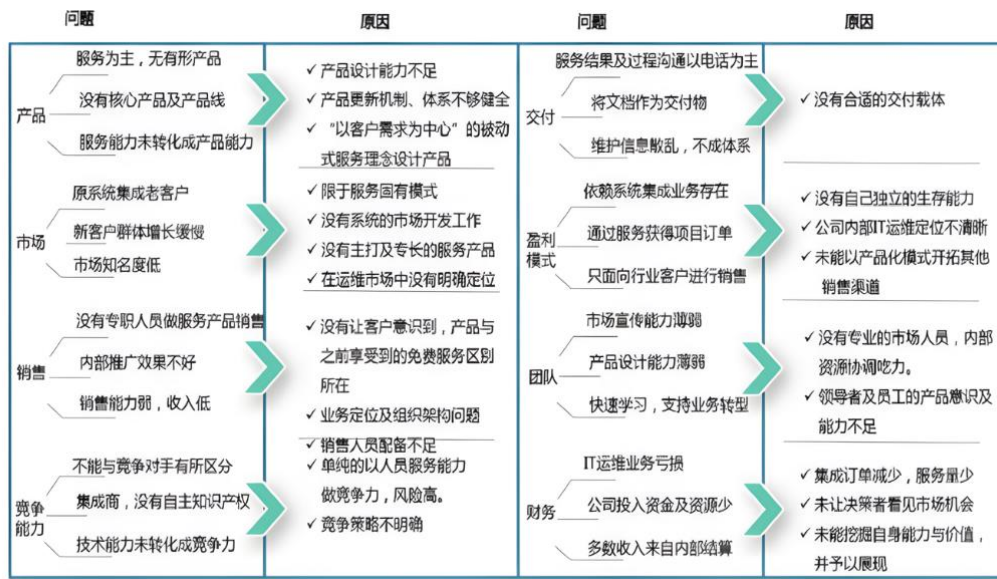 问题
原因
问题
原因
产品
服务为主，无有形产品
没有核心产品及产品线
服务能力未转化成产品能力
✓ 产品设计能力不足
✓ 产品更新机制、体系不够健全
✓ “以客户需求为中心”的被动
式服务理念设计产品
市场
原系统集成老客户
新客户群体增长缓慢
市场知名度低
✓ 限于服务固有模式
✓ 没有系统的市场开发工作
✓ 没有主打及专长的服务产品
✓ 在运维市场中没有明确定位
销售
没有专职人员做服务产品销售
内部推广效果不好
销售能力弱，收入低
✓ 没有让客户意识到，产品与
之前享受到的免费服务区别
所在
✓ 业务定位及组织架构问题
✓ 销售人员配备不足
竞争
能力
不能与竞争对手有所区分
集成商，没有自主知识产权
技术能力未转化成竞争力
✓ 单纯的以人员服务能力
做竞争力，风险高。
✓ 竞争策略不明确
交付
服务结果及过程沟通以电话为主
将文档作为交付物
维护信息散乱，不成体系
✓ 没有合适的交付载体
盈利
模式
依赖系统集成业务存在
通过服务获得项目订单
只面向行业客户进行销售
✓ 没有自己独立的生存能力
✓ 公司内部IT运维定位不清晰
✓ 未能以产品化模式开拓其他
销售渠道
团队
市场宣传能力薄弱
产品设计能力薄弱
快速学习，支持业务转型
✓ 没有专业的市场人员，内部
资源协调吃力。
✓ 领导者及员工的产品意识及
能力不足
财务
IT运维业务亏损
公司投入资金及资源少
多数收入来自内部结算
✓ 集成订单减少，服务量少
✓ 未让决策者看见市场机会
✓ 未能挖掘自身能力与价值，
并予以展现